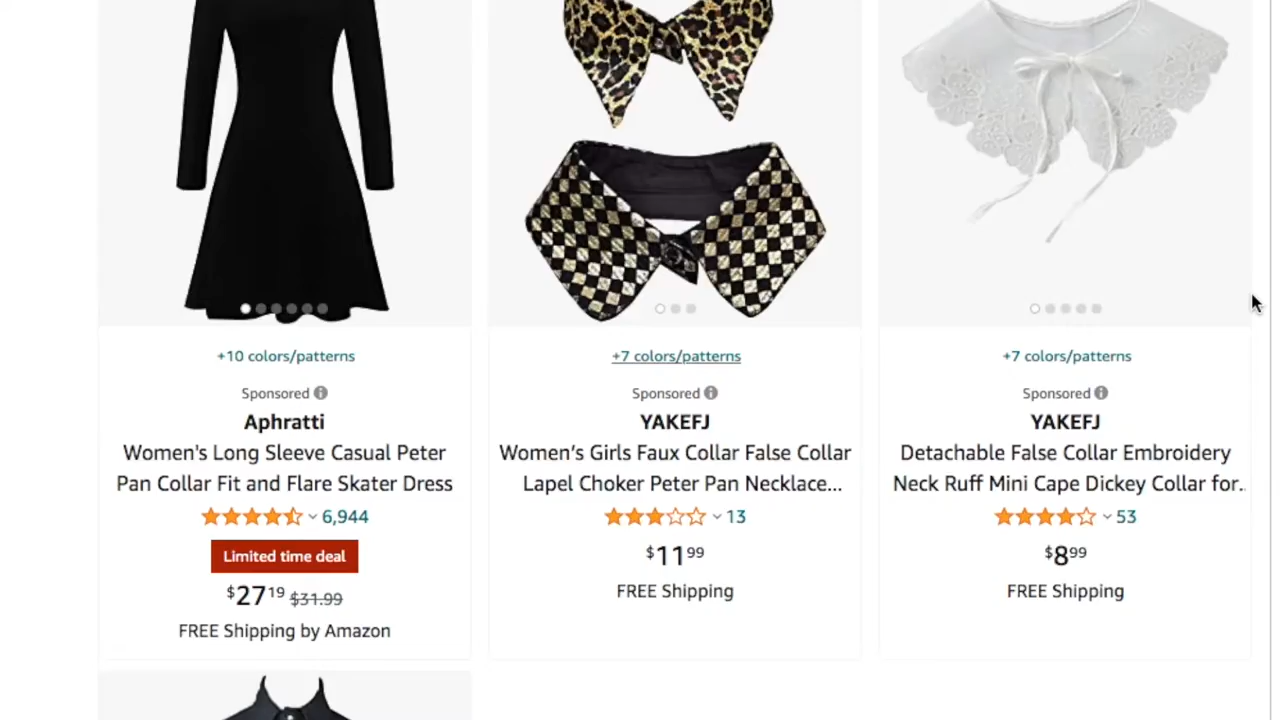 +10 colors/patterns
Sponsored
Aphratti
Women's Long Sleeve Casual Peter
Pan Collar Fit and Flare Skater Dress
6,944
Limited time deal
$27 19 $31.99
FREE Shipping by Amazon
+7 colors/patterns
Sponsored
YAKEFJ
Women's Girls Faux Collar False Collar
Lapel Choker Peter Pan Necklace...
13
$11 99
FREE Shipping
+7 colors/patterns
Sponsored
YAKEFJ
Detachable False Collar Embroidery
Neck Ruff Mini Cape Dickey Collar for..
53
$8 99
FREE Shipping